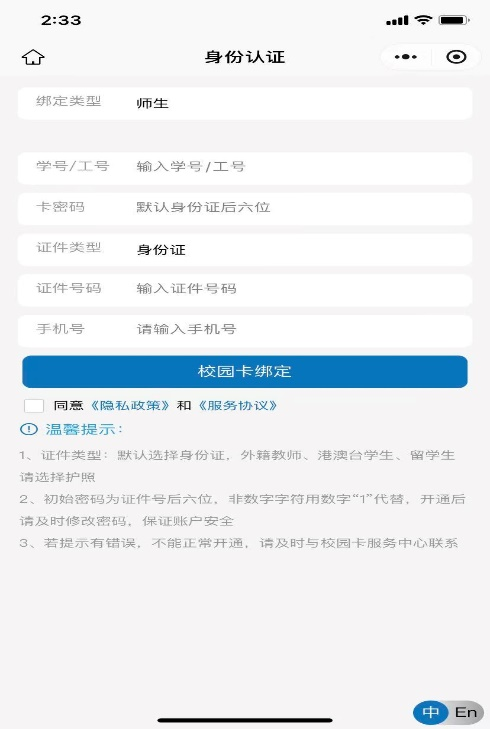 2:33
身份认证
绑定类型 师生
学号/工号 输入学号/工号
卡密码 默认身份证后六位
证件类型 身份证
证件号码 输入证件号码
手机号 请输入手机号
校园卡绑定
同意《隐私政策》和《服务协议》
温馨提示：
1、证件类型：默认选择身份证，外籍教师、港澳台学生、留学生
请选择护照
2、初始密码为证件号后六位，非数字字符用数字“1”代替，开通后
请及时修改密码，保证账户安全
3、若提示有错误，不能正常开通，请及时与校园卡服务中心联系
中 En